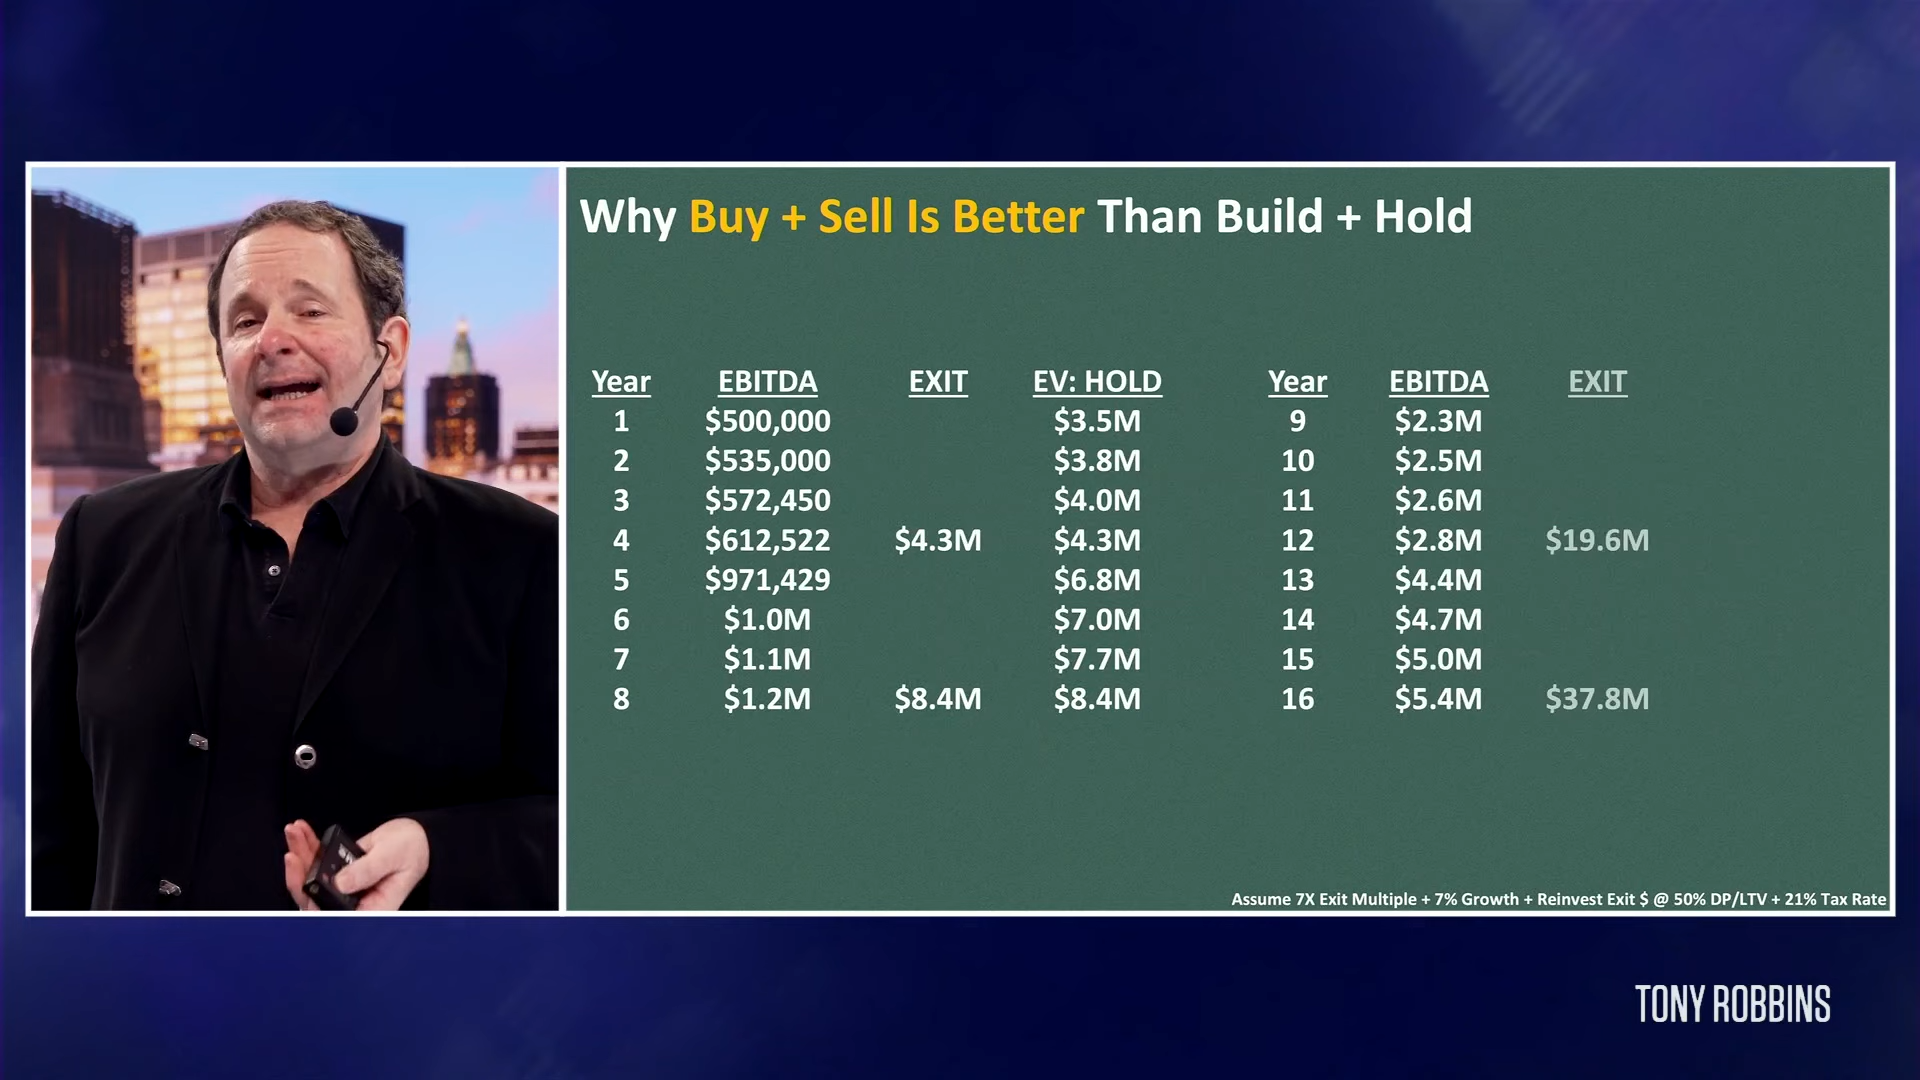 Why Buy + Sell Is Better Than Build + Hold
Year EBITDA EXIT EV: HOLD Year EBITDA EXIT
1 $500,000 $3.5M 9 $2.3M
2 $535,000 $3.8M 10 $2.5M
3 $572,450 $4.0M 11 $2.6M
4 $612,522 $4.3M $4.3M 12 $2.8M $19.6M
5 $971,429 $6.8M 13 $4.4M
6 $1.0M $7.0M 14 $4.7M
7 $1.1M $7.7M 15 $5.0M
8 $1.2M $8.4M $8.4M 16 $5.4M $37.8M
Assume 7X Exit Multiple + 7% Growth + Reinvest Exit $ @ 50% DP/LTV + 21% Tax Rate
TONY ROBBINS